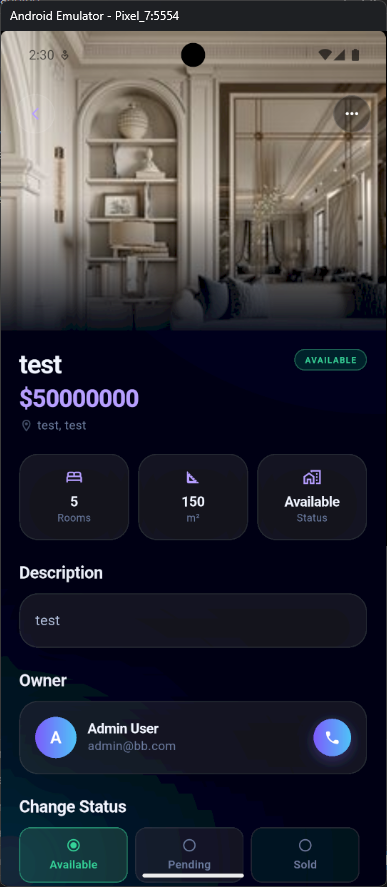 Android Emulator - Pixel_7:5554
2:30
test
AVAILABLE
$50000000
test, test
5
Rooms
150
m²
Available
Status
Description
test
Owner
A
Admin User
admin@bb.com
Change Status
Available
Pending
Sold